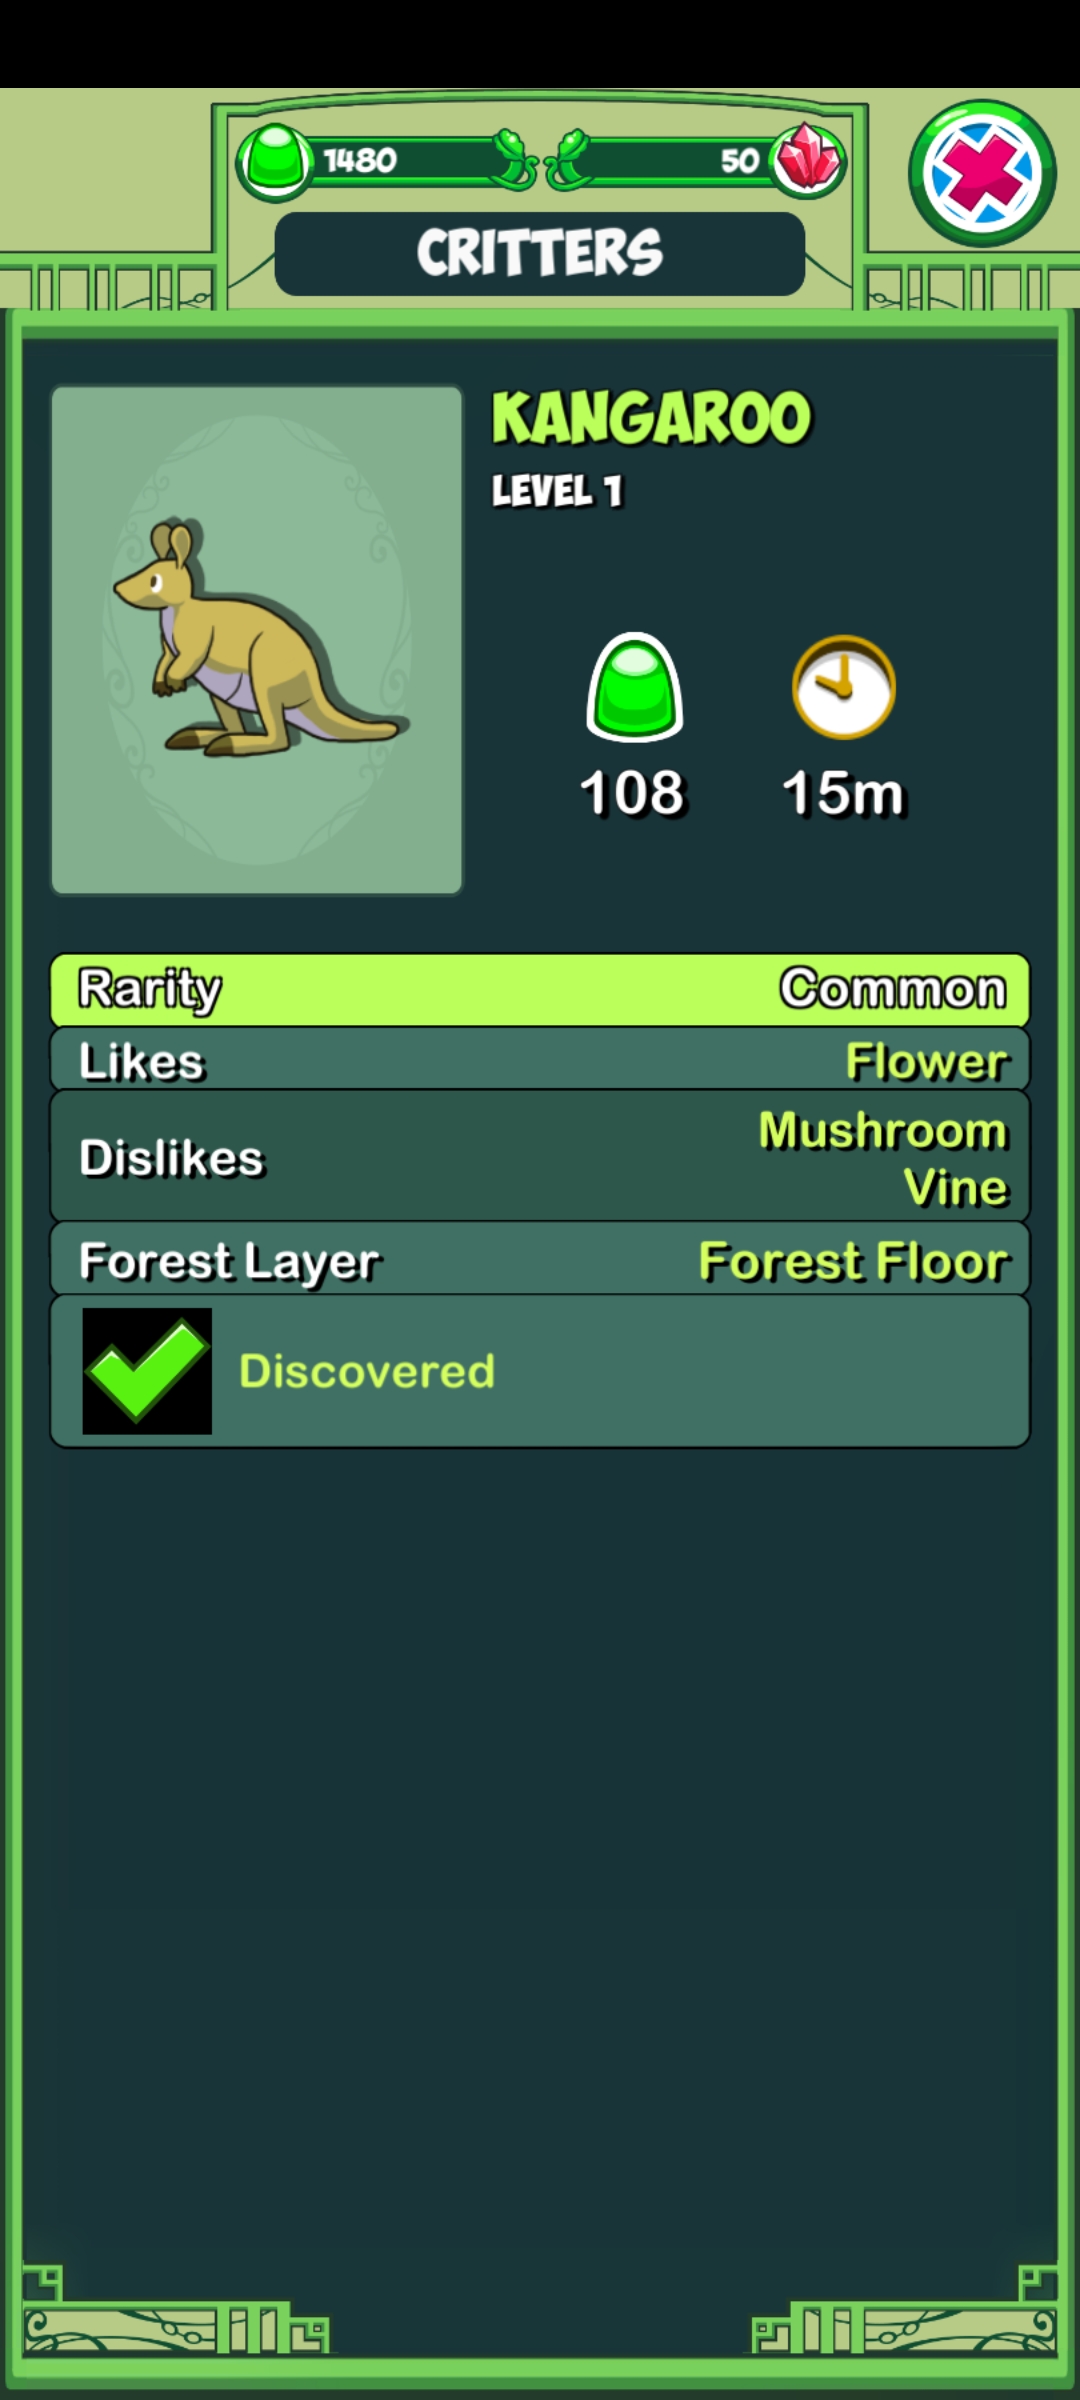 1480
50
CRITTERS
KANGAROO
LEVEL 1
108
15m
Rarity
Common
Likes
Flower
Dislikes
Mushroom
Vine
Forest Layer
Forest Floor
Discovered